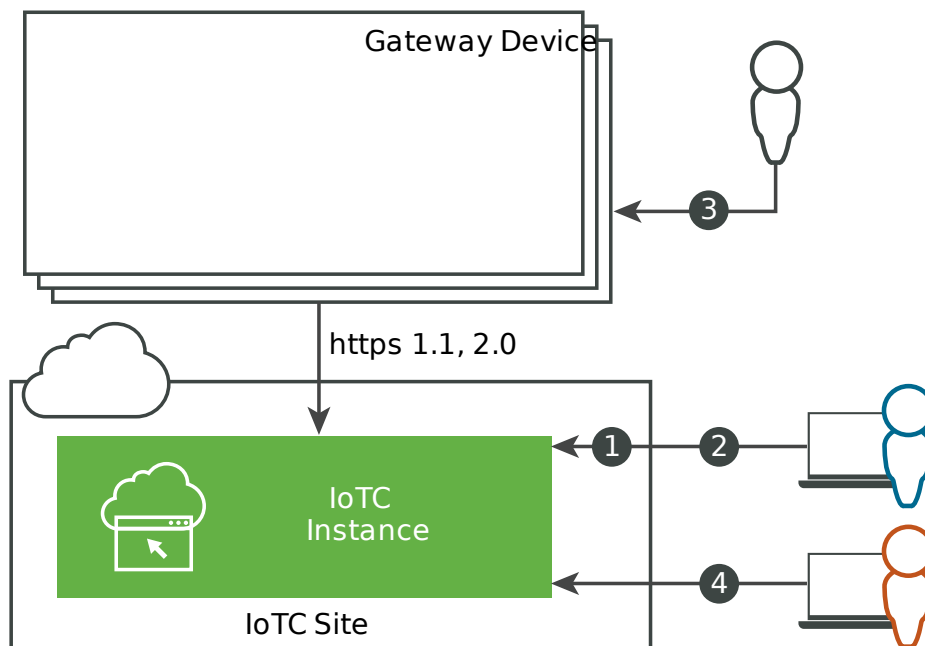 Gateway Device
3
https 1.1, 2.0
1
2
IoTC
Instance
4
IoTC Site